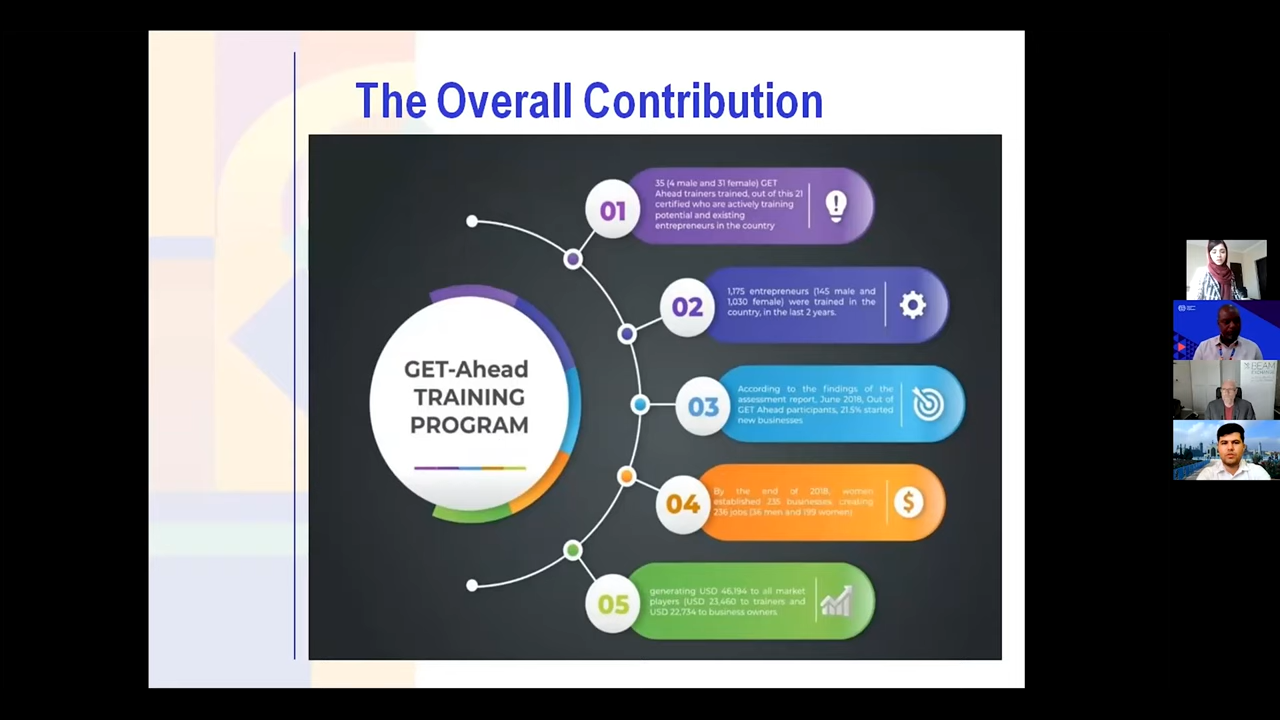 The Overall Contribution
GET-Ahead
TRAINING
PROGRAM
01
35 (4 male and 31 female) GET
Ahead trainers trained, out of this 21
certified who are actively training
potential and existing
entrepreneurs in the country
02
1,175 entrepreneurs (145 male and
1,030 female) were trained in the
country, in the last 2 years.
03
According to the findings of the
assessment report, June 2018, Out of
GET Ahead participants, 21.5% started
new businesses
04
By the end of 2018, women
established 235 businesses, creating
236 jobs (36 men and 199 women)
$
05
generating USD 46,194 to all market
players (USD 23,460 to trainers and
USD 22,734 to business owners
BEAM